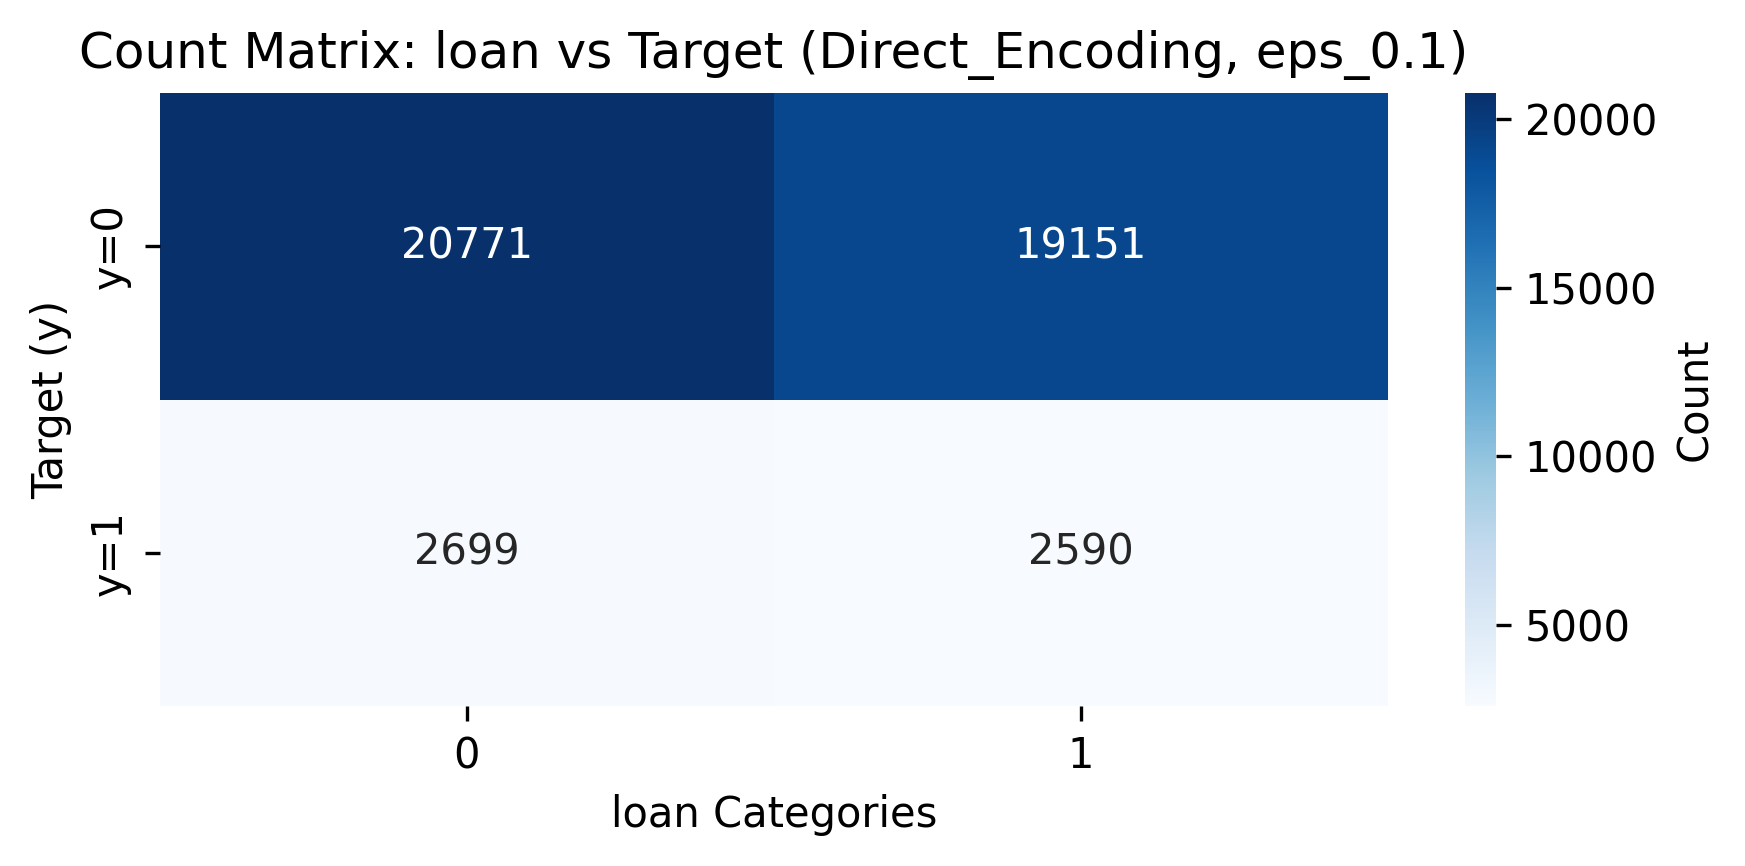 Count Matrix: loan vs Target (Direct_Encoding, eps_0.1)
Target (y)
y=0
y=1
20771
19151
2699
2590
0
1
loan Categories
20000
15000
10000
5000
Count